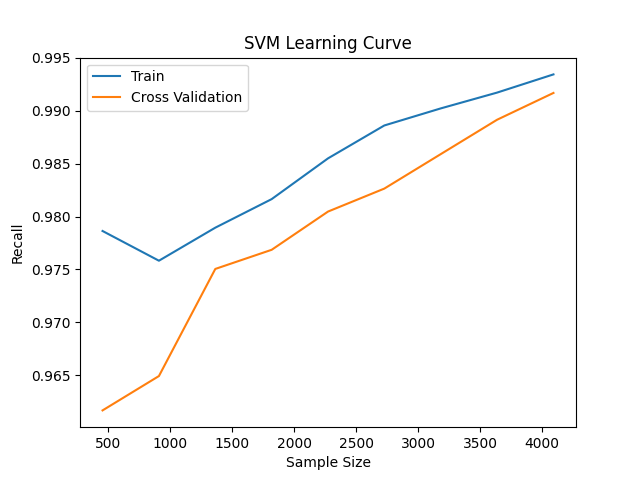 SVM Learning Curve
Train
Cross Validation
0.995
0.990
0.985
0.980
0.975
0.970
0.965
Recall
500 1000 1500 2000 2500 3000 3500 4000
Sample Size